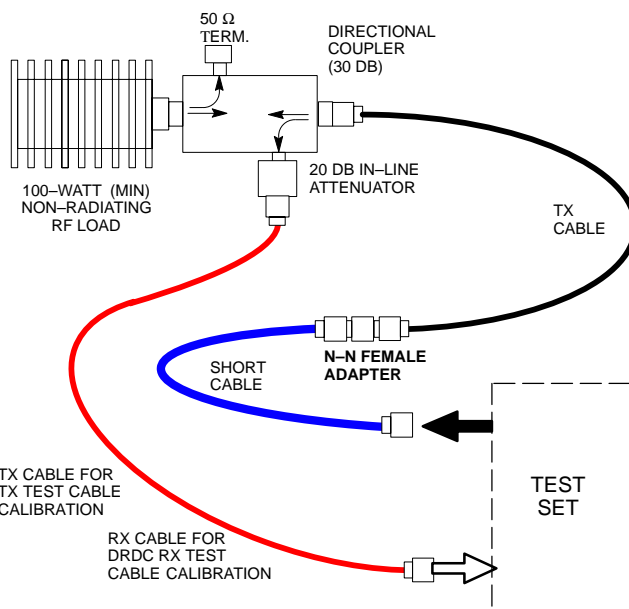 50 Ω
TERM.
DIRECTIONAL
COUPLER
(30 DB)
100–WATT (MIN)
NON–RADIATING
RF LOAD
20 DB IN–LINE
ATTENUATOR
TX
CABLE
N–N FEMALE
ADAPTER
SHORT
CABLE
TEST
SET
TX CABLE FOR
TX TEST CABLE
CALIBRATION
RX CABLE FOR
DRDC RX TEST
CABLE CALIBRATION